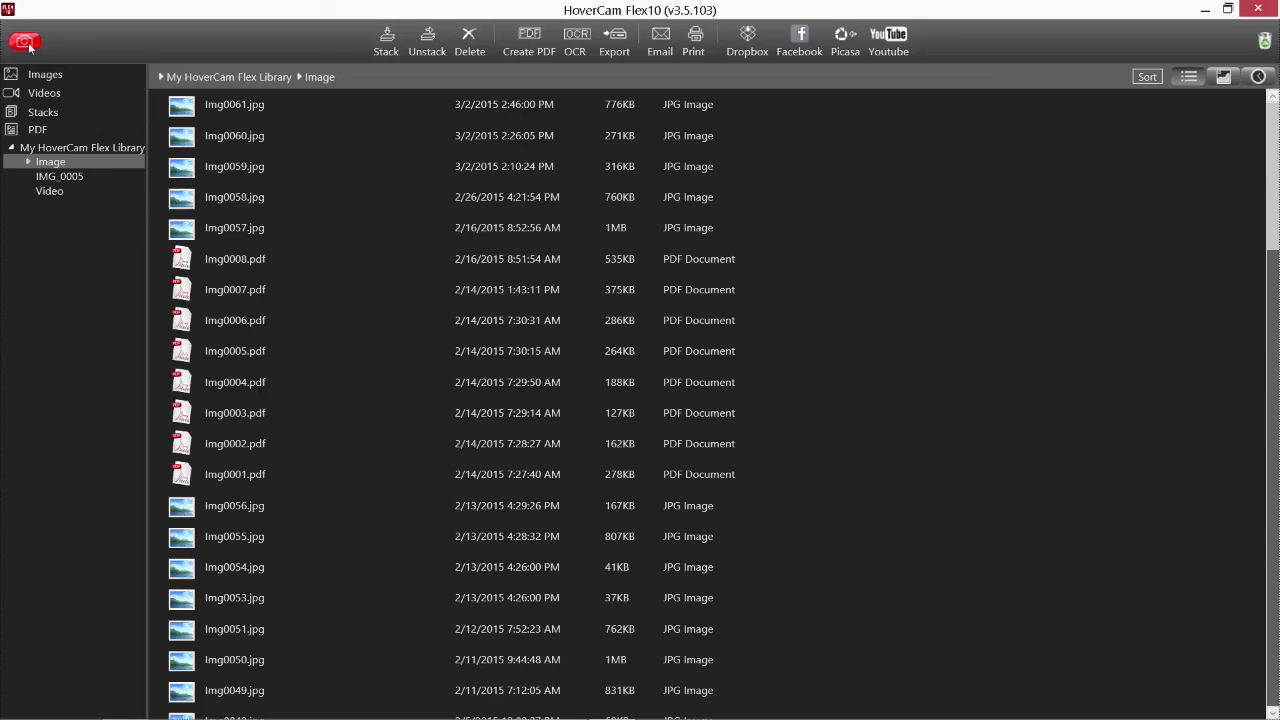 HoverCam Flex10 (v3.5.103)
Stack Unstack Delete Create PDF OCR Export Email Print Dropbox Facebook Picasa Youtube
Images
Videos
Stacks
PDF
My HoverCam Flex Library
Image
IMG_0005
Video
My HoverCam Flex Library Image Sort
Img0061.jpg 3/2/2015 2:46:00 PM 776KB JPG Image
Img0060.jpg 3/2/2015 2:26:05 PM 271KB JPG Image
Img0059.jpg 3/2/2015 2:10:24 PM 316KB JPG Image
Img0058.jpg 2/26/2015 4:21:54 PM 760KB JPG Image
Img0057.jpg 2/16/2015 8:52:56 AM 1MB JPG Image
Img0008.pdf 2/16/2015 8:51:54 AM 535KB PDF Document
Img0007.pdf 2/14/2015 1:43:11 PM 375KB PDF Document
Img0006.pdf 2/14/2015 7:30:31 AM 286KB PDF Document
Img0005.pdf 2/14/2015 7:30:15 AM 264KB PDF Document
Img0004.pdf 2/14/2015 7:29:50 AM 188KB PDF Document
Img0003.pdf 2/14/2015 7:29:14 AM 127KB PDF Document
Img0002.pdf 2/14/2015 7:28:27 AM 162KB PDF Document
Img0001.pdf 2/14/2015 7:27:40 AM 278KB PDF Document
Img0056.jpg 2/13/2015 4:29:26 PM 167KB JPG Image
Img0055.jpg 2/13/2015 4:28:32 PM 807KB JPG Image
Img0054.jpg 2/13/2015 4:26:00 PM 41KB JPG Image
Img0053.jpg 2/13/2015 4:26:00 PM 37KB JPG Image
Img0051.jpg 2/12/2015 7:52:26 AM 76KB JPG Image
Img0050.jpg 2/11/2015 9:44:48 AM 1MB JPG Image
Img0049.jpg 2/11/2015 7:12:06 AM 831KB JPG Image